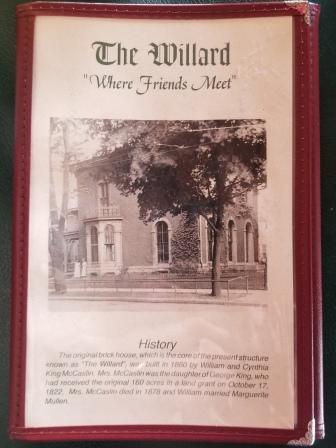 The Willard
"Where Friends Meet"
History
The original brick house, which is the core of the present structure
known as "The Willard", was built in 1860 by William and Cynthia
King McCaslin. Mrs. McCaslin was the daughter of George King, who
had received the original 160 acres in a land grant on October 17,
1822. Mrs. McCaslin died in 1878 and William married Marguerite
Mullen.